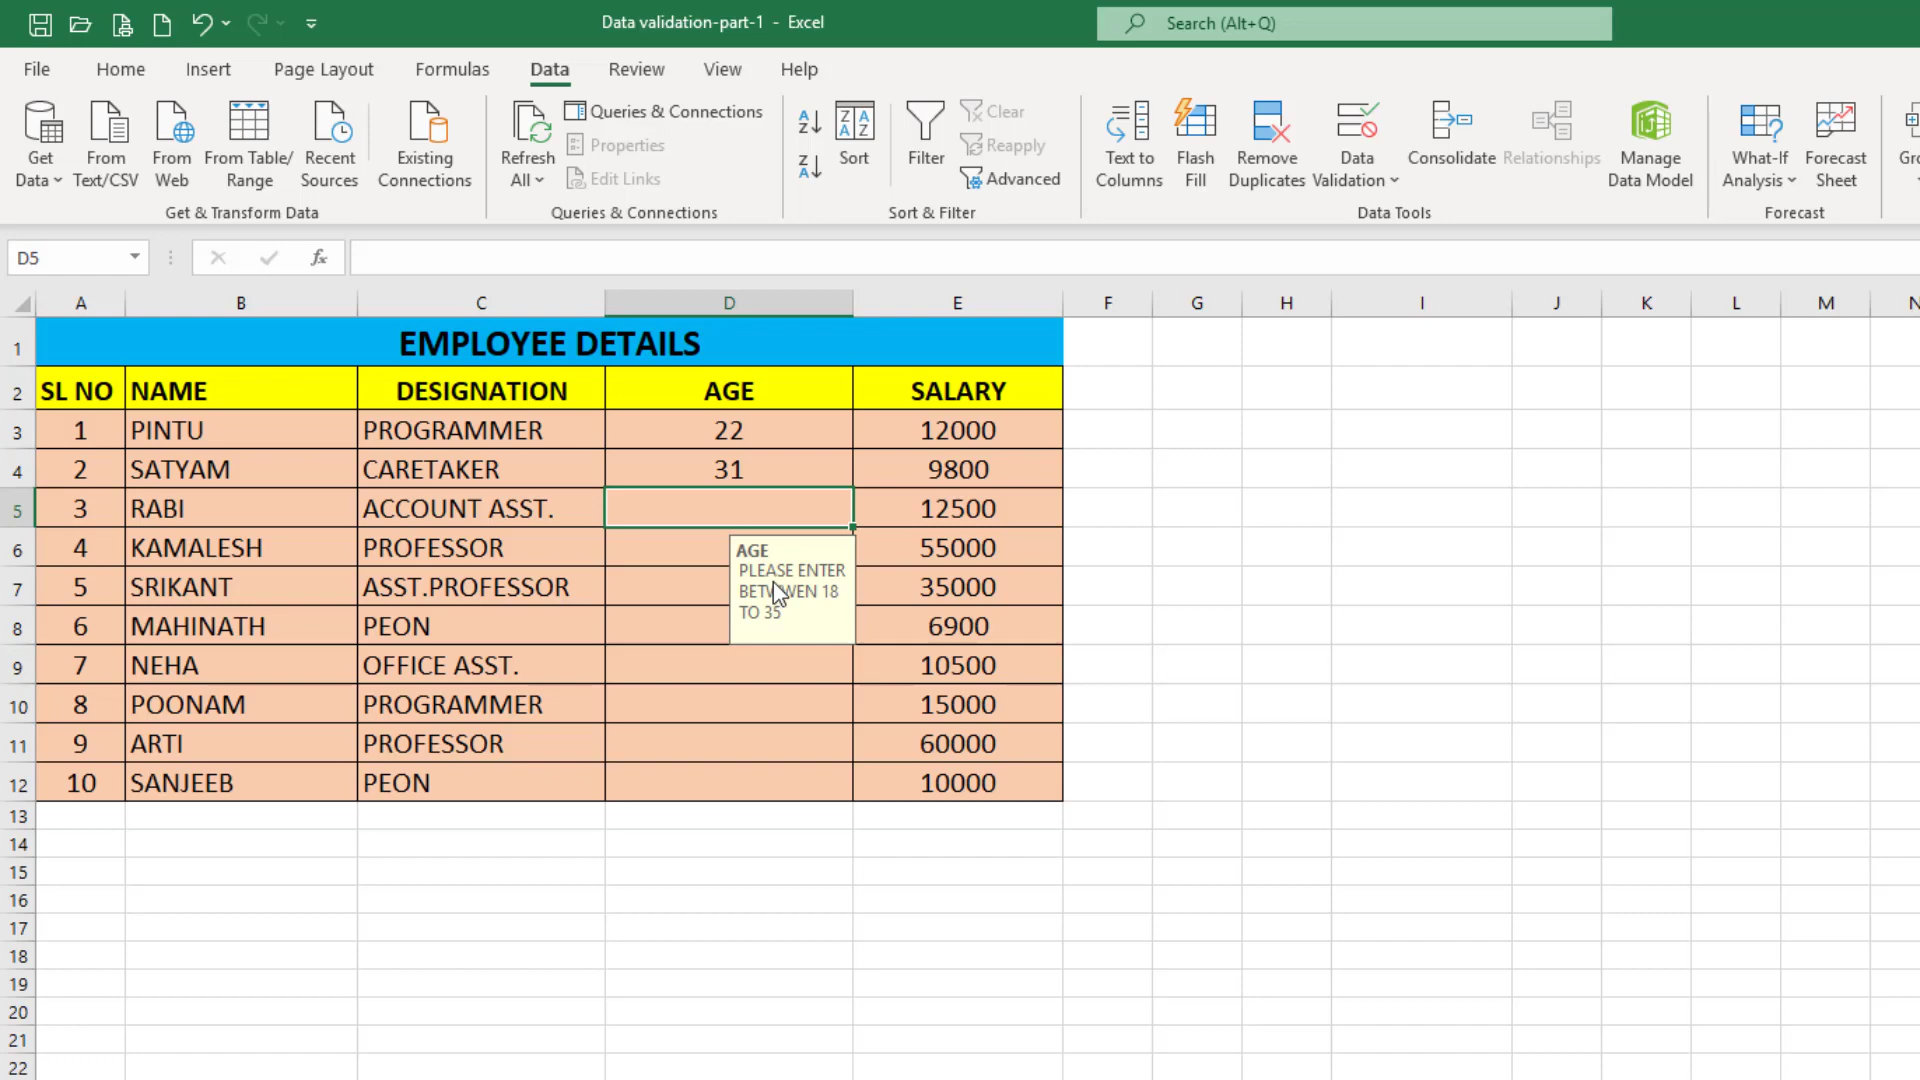 Data validation-part-1 - Excel
Search (Alt+Q)
File Home Insert Page Layout Formulas Data Review View Help
Get Data
From Text/CSV
From Web
From Table/ Range
Recent Sources
Existing Connections
Get & Transform Data
Refresh All
Queries & Connections
Properties
Edit Links
Queries & Connections
Sort
Filter
Clear
Reapply
Advanced
Sort & Filter
Text to Columns
Flash Fill
Remove Duplicates
Data Validation
Consolidate
Relationships
Manage Data Model
Data Tools
What-If Analysis
Forecast Sheet
Forecast
D5
fx
A B C D E F G H I J K L M N
1 EMPLOYEE DETAILS
2 SL NO NAME DESIGNATION AGE SALARY
3 1 PINTU PROGRAMMER 22 12000
4 2 SATYAM CARETAKER 31 9800
5 3 RABI ACCOUNT ASST. 12500
6 4 KAMALESH PROFESSOR 55000
7 5 SRIKANT ASST.PROFESSOR 35000
8 6 MAHINATH PEON 6900
9 7 NEHA OFFICE ASST. 10500
10 8 POONAM PROGRAMMER 15000
11 9 ARTI PROFESSOR 60000
12 10 SANJEEB PEON 10000
AGE
PLEASE ENTER
18
TO 35
13
14
15
16
17
18
19
20
21
22